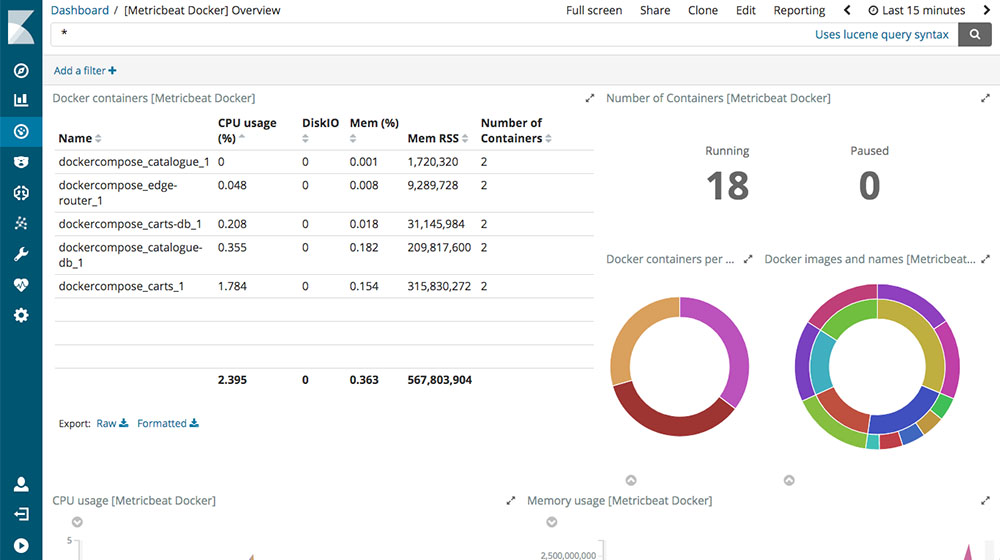 Dashboard / [Metricbeat Docker] Overview
Full screen Share Clone Edit Reporting Last 15 minutes
* Uses lucene query syntax
Add a filter +
Docker containers [Metricbeat Docker]
Name CPU usage (%) DiskIO Mem (%) Mem RSS Number of Containers
dockercompose_catalogue_1 0 0 0.001 1,720,320 2
dockercompose_edge-router_1 0.048 0 0.008 9,289,728 2
dockercompose_carts-db_1 0.208 0 0.018 31,145,984 2
dockercompose_catalogue-db_1 0.355 0 0.182 209,817,600 2
dockercompose_carts_1 1.784 0 0.154 315,830,272 2
2.395 0 0.363 567,803,904
Export: Raw Formatted
Number of Containers [Metricbeat Docker]
Running Paused
18 0
Docker containers per ...
Docker images and names [Metricbeat...
CPU usage [Metricbeat Docker]
5
Memory usage [Metricbeat Docker]
2,500,000,000